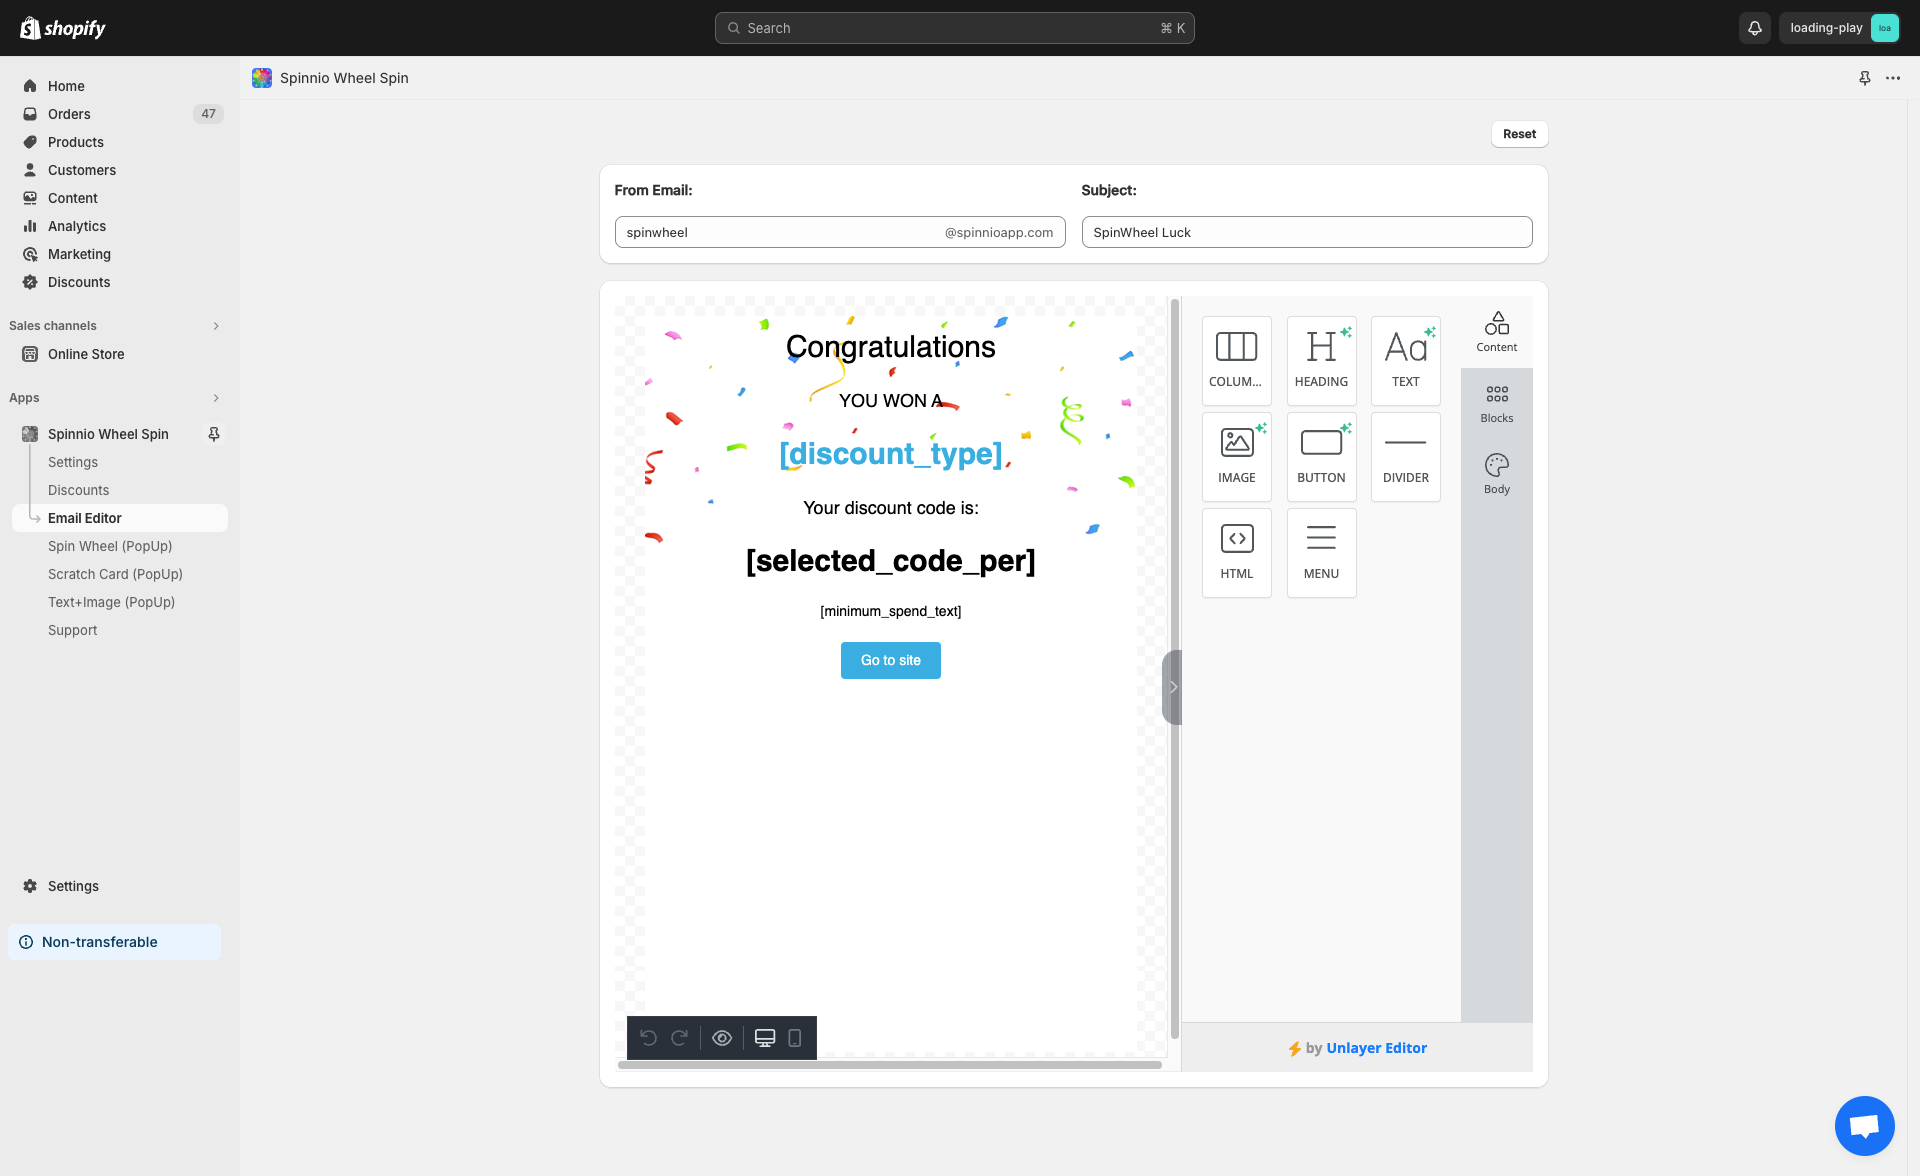 shopify
Search
⌘ K
loading-play
loa
Home
Orders
47
Products
Customers
Content
Analytics
Marketing
Discounts
Sales channels
Online Store
Apps
Spinnio Wheel Spin
Settings
Discounts
Email Editor
Spin Wheel (PopUp)
Scratch Card (PopUp)
Text+Image (PopUp)
Support
Settings
Non-transferable
Spinnio Wheel Spin
Reset
From Email:
spinwheel
@spinnioapp.com
Subject:
SpinWheel Luck
Congratulations
YOU WON A
[discount_type]
Your discount code is:
[selected_code_per]
[minimum_spend_text]
Go to site
COLUM...
HEADING
TEXT
IMAGE
BUTTON
DIVIDER
HTML
MENU
Content
Blocks
Body
by Unlayer Editor